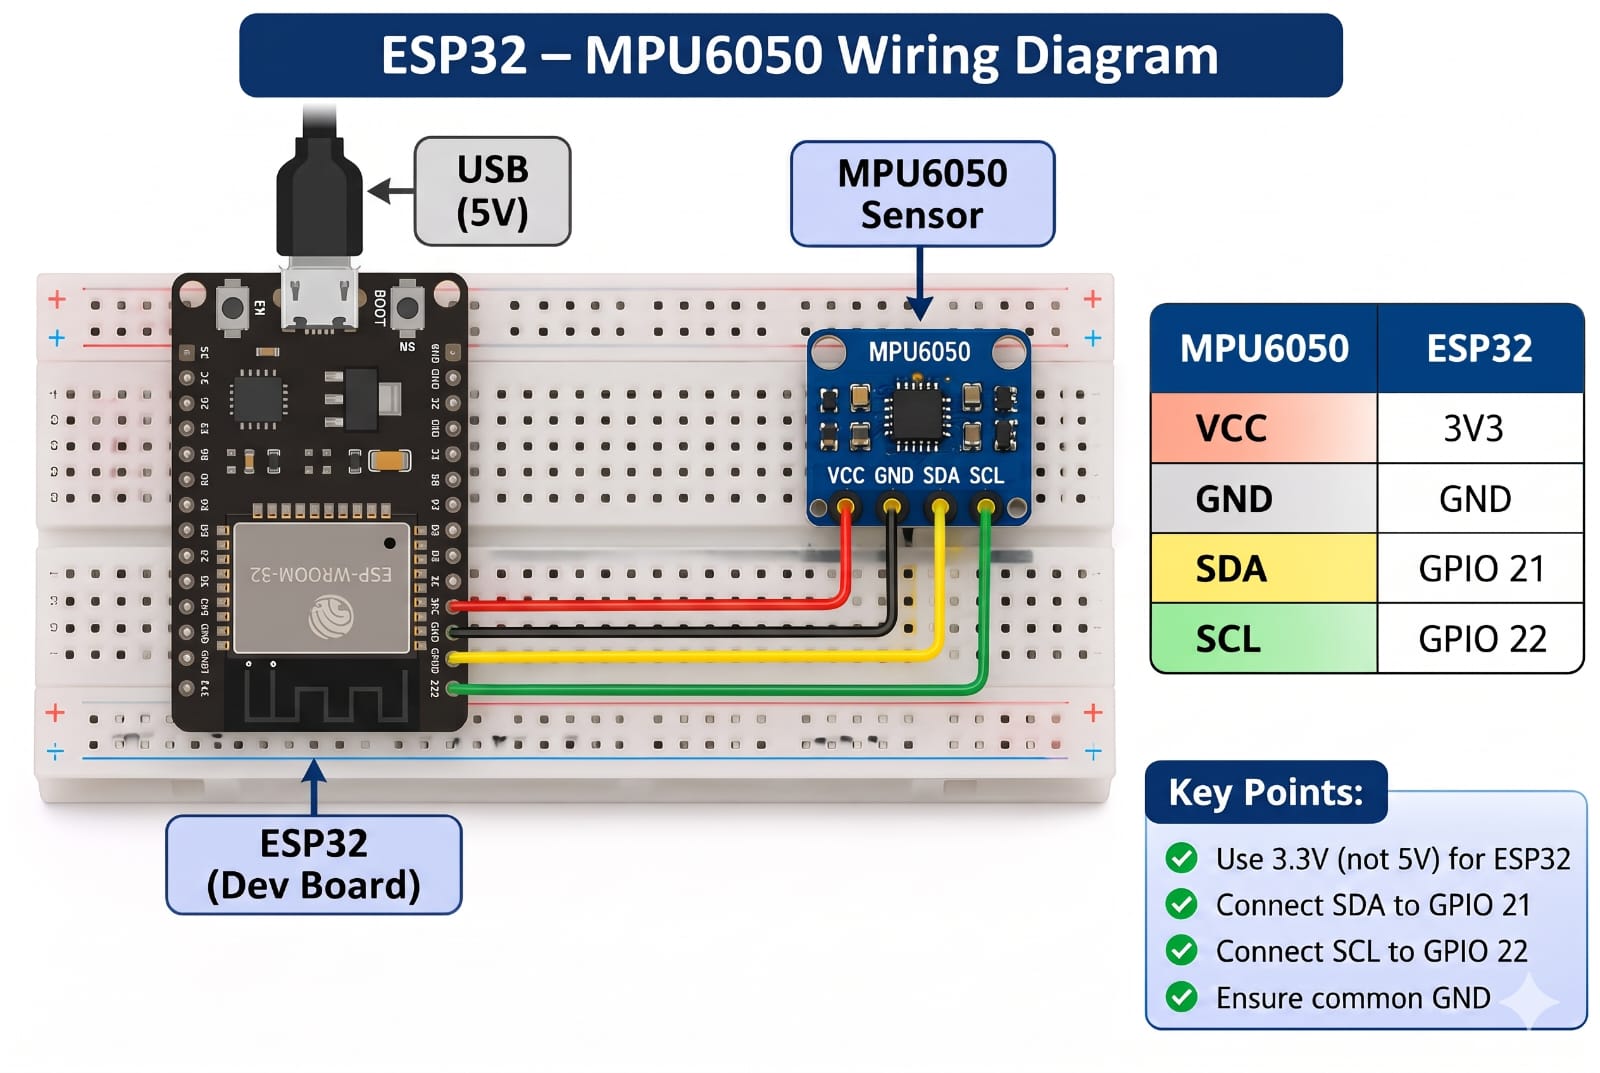 ESP32 – MPU6050 Wiring Diagram
USB
(5V)
MPU6050
Sensor
EN
BOOT
MPU6050
VCC GND SDA SCL
ESP-WROOM-32
ESP32
(Dev Board)
MPU6050 ESP32
VCC 3V3
GND GND
SDA GPIO 21
SCL GPIO 22
Key Points:
Use 3.3V (not 5V) for ESP32
Connect SDA to GPIO 21
Connect SCL to GPIO 22
Ensure common GND